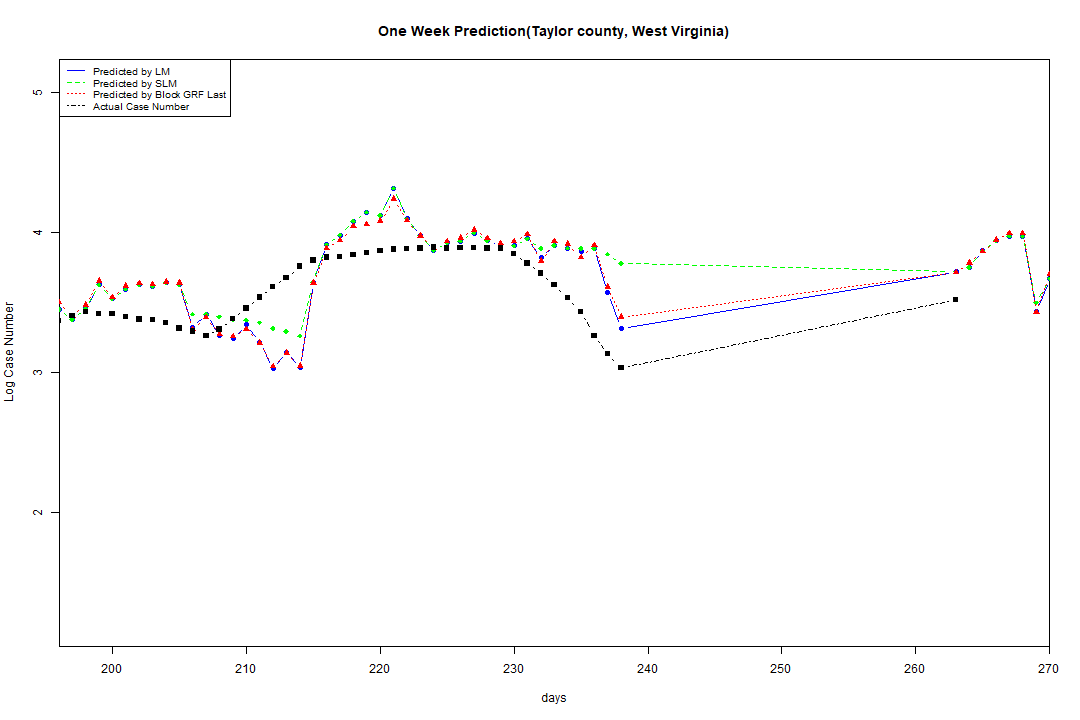 One Week Prediction(Taylor county, West Virginia)
Predicted by LM
Predicted by SLM
Predicted by Block GRF Last
Actual Case Number
5
4
3
2
Log Case Number
200 210 220 230 240 250 260 270
days